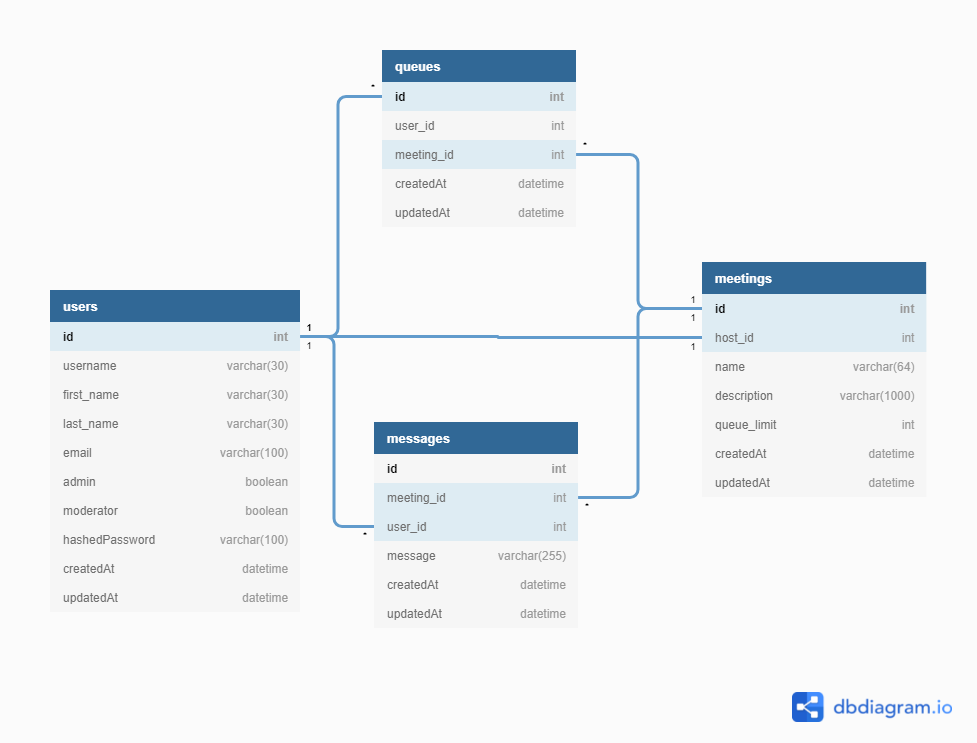 queues
id int
user_id int
meeting_id int
createdAt datetime
updatedAt datetime
*
*
users
id int
username varchar(30)
first_name varchar(30)
last_name varchar(30)
email varchar(100)
admin boolean
moderator boolean
hashedPassword varchar(100)
createdAt datetime
updatedAt datetime
1
1
messages
id int
meeting_id int
user_id int
message varchar(255)
createdAt datetime
updatedAt datetime
*
*
meetings
id int
host_id int
name varchar(64)
description varchar(1000)
queue_limit int
createdAt datetime
updatedAt datetime
1
1
1
dbdiagram.io